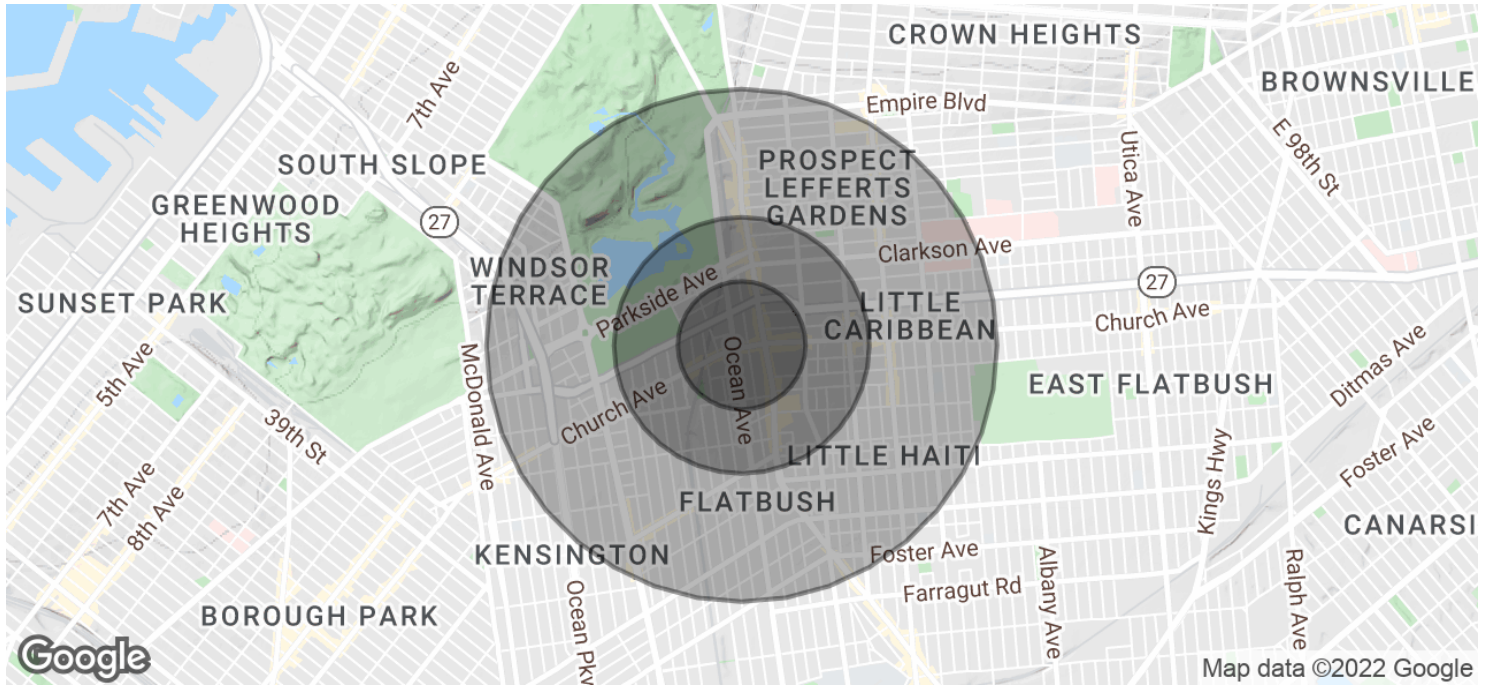 CROWN HEIGHTS
BROWNSVILLE
7th Ave
Empire Blvd
E 98th St
Utica Ave
SOUTH SLOPE
PROSPECT
LEFFERTS
GARDENS
GREENWOOD
HEIGHTS
27
Clarkson Ave
WINDSOR
TERRACE
Parkside Ave
27
SUNSET PARK
LITTLE
CARIBBEAN
Church Ave
5th Ave
McDonald Ave
Ocean Ave
Ditmas Ave
EAST FLATBUSH
Church Ave
39th St
LITTLE HAITI
Kings Hwy
Foster Ave
7th Ave
8th Ave
FLATBUSH
CANARSI
KENSINGTON
Foster Ave
Farragut Rd
Albany Ave
Ralph Ave
BOROUGH PARK
Ocean Pkw
Google
Map data ©2022 Google